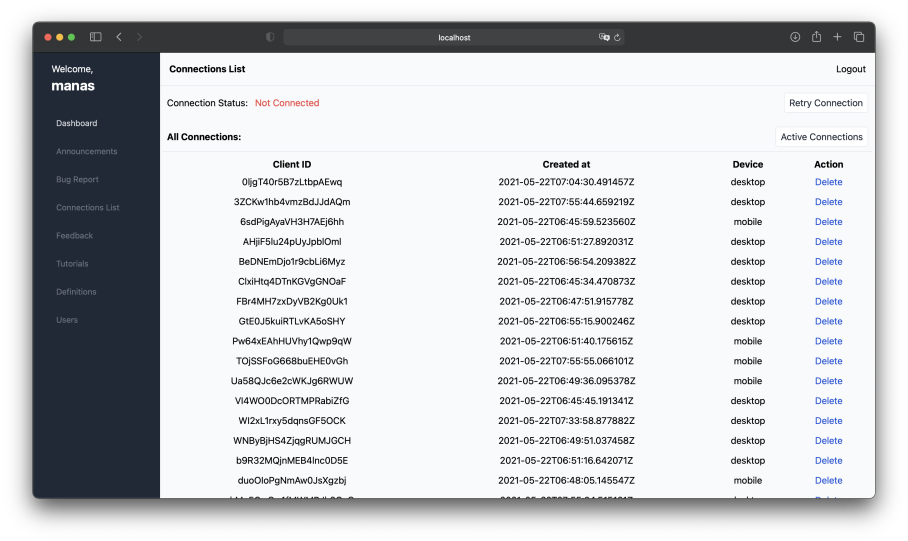 localhost
Welcome,
manas
Dashboard
Announcements
Bug Report
Connections List
Feedback
Tutorials
Definitions
Users
Connections List Logout
Connection Status: Not Connected Retry Connection
All Connections: Active Connections
Client ID Created at Device Action
0ljgT40r5B7zLtbpAEwq 2021-05-22T07:04:30.491457Z desktop Delete
3ZCKw1hb4vmzBdJJdAQm 2021-05-22T07:55:44.659219Z desktop Delete
6sdPigAyaVH3H7AEj6hh 2021-05-22T06:45:59.523560Z mobile Delete
AHjiF5lu24pUyJpblOml 2021-05-22T06:51:27.892031Z desktop Delete
BeDNEmDjo1r9cbLi6Myz 2021-05-22T06:56:54.209382Z desktop Delete
ClxiHtq4DTnKGVgGNOaF 2021-05-22T06:45:34.470873Z desktop Delete
FBr4MH7zxDyVB2Kg0Uk1 2021-05-22T06:47:51.915778Z desktop Delete
GtE0J5kuiRTLvKA5oSHY 2021-05-22T06:55:15.900246Z desktop Delete
Pw64xEAhHUVhy1Qwp9qW 2021-05-22T06:51:40.175615Z mobile Delete
TOjSSFoG668buEHE0vGh 2021-05-22T07:55:55.066101Z mobile Delete
Ua58QJc6e2cWKJg6RWUW 2021-05-22T06:49:36.095378Z mobile Delete
Vl4WO0DcORTMPRabiZfG 2021-05-22T06:45:45.191341Z desktop Delete
Wl2xL1rxy5dqnsGF5OCK 2021-05-22T07:33:58.877882Z desktop Delete
WNByBjHS4ZjqgRUMJGCH 2021-05-22T06:49:51.037458Z desktop Delete
b9R32MQjnMEB4lnc0D5E 2021-05-22T06:51:16.642071Z desktop Delete
duoOloPgNmAw0JsXgzbj 2021-05-22T06:48:05.145547Z mobile Delete